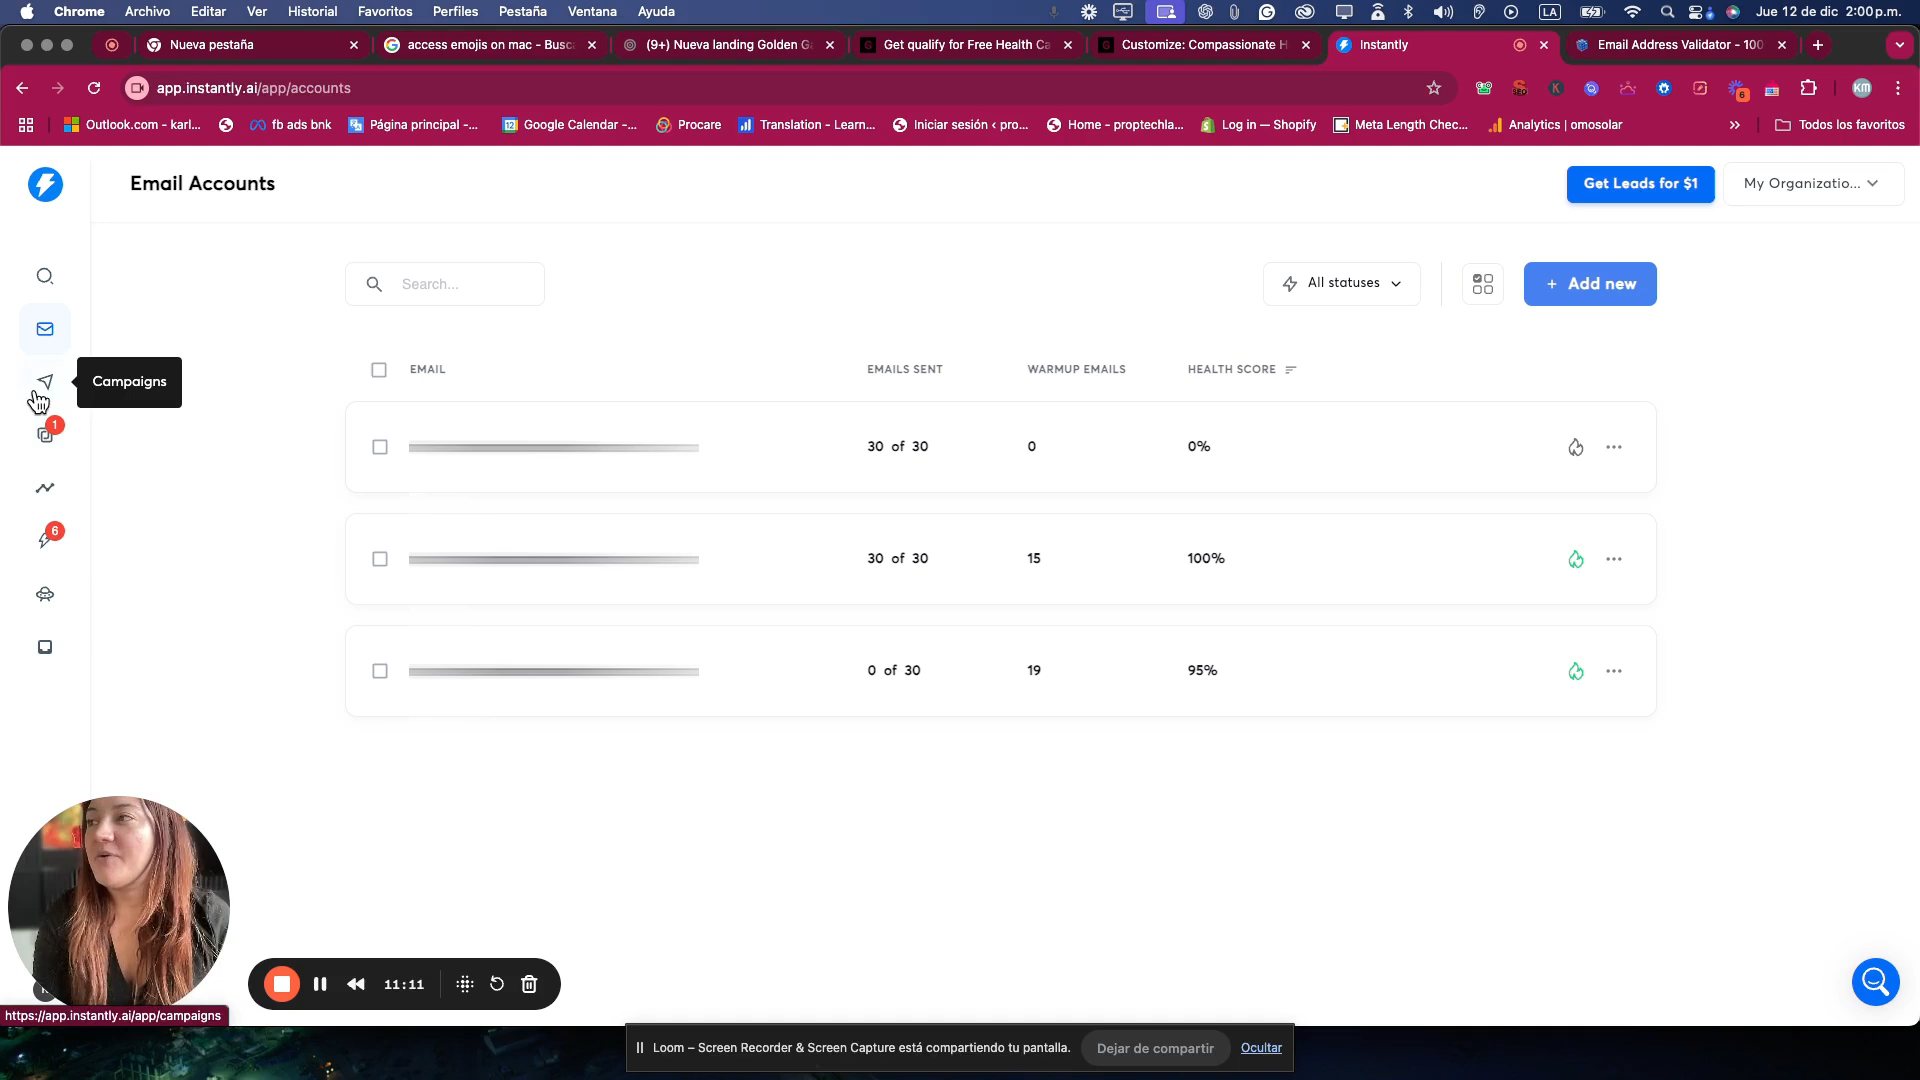 Chrome Archivo Editar Ver Historial Favoritos Perfiles Pestaña Ventana Ayuda
LA
Jue 12 de dic 2:00 p.m.
Nueva pestaña
access emojis on mac - Busc
(9+) Nueva landing Golden G
Get qualify for Free Health Ca
Customize: Compassionate H
Instantly
Email Address Validator - 100
app.instantly.ai/app/accounts
SEO
K
6
KM
Outlook.com - karl...
fb ads bnk
Página principal -...
Google Calendar -...
Procare
Translation - Learn...
Iniciar sesión ‹ pro...
Home - proptechla...
Log in — Shopify
Meta Length Chec...
Analytics | omosolar
Todos los favoritos
Email Accounts
Get Leads for $1
My Organizatio...
Search...
All statuses
+ Add new
Campaigns
1
6
EMAIL
EMAILS SENT
WARMUP EMAILS
HEALTH SCORE
30 of 30
0
0%
30 of 30
15
100%
0 of 30
19
95%
11:11
https://app.instantly.ai/app/campaigns
Loom – Screen Recorder & Screen Capture está compartiendo tu pantalla.
Dejar de compartir
Ocultar